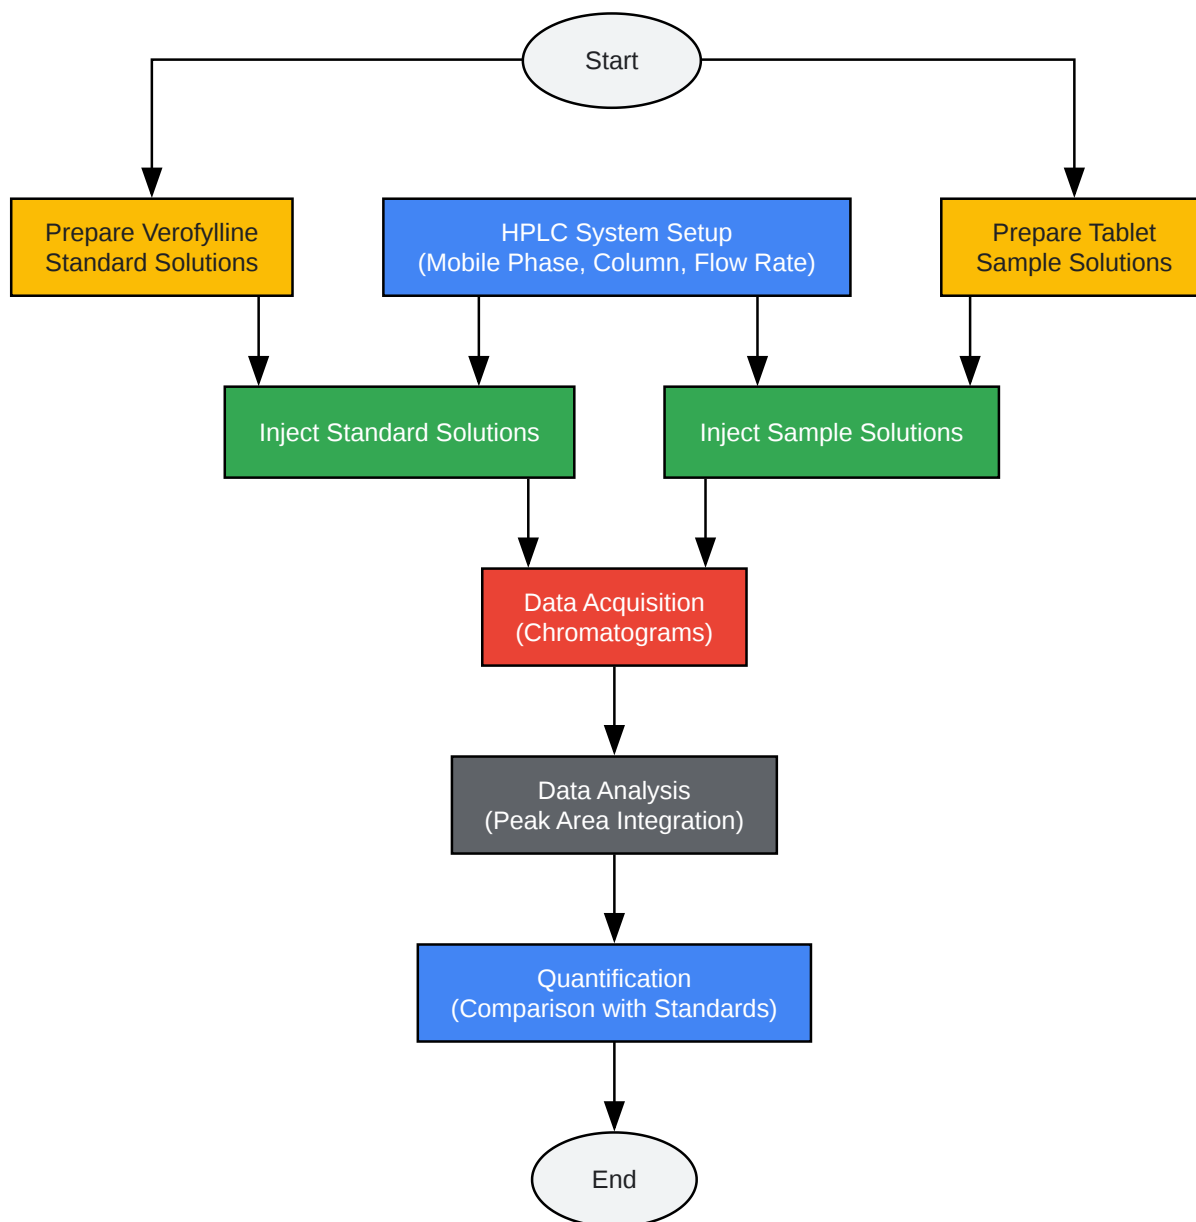 Start
Prepare Verofylline
Standard Solutions
HPLC System Setup
(Mobile Phase, Column, Flow Rate)
Prepare Tablet
Sample Solutions
Inject Standard Solutions
Inject Sample Solutions
Data Acquisition
(Chromatograms)
Data Analysis
(Peak Area Integration)
Quantification
(Comparison with Standards)
End